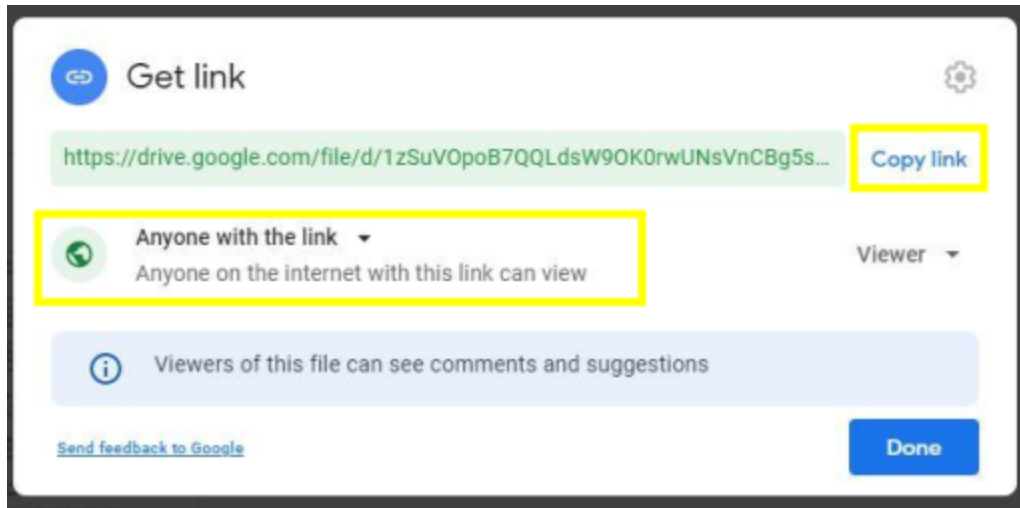 Get link
https://drive.google.com/file/d/1zSuVOpoB7QQLdsW9OK0rwUNsVnCBg5s...
Copy link
Anyone with the link
Anyone on the internet with this link can view
Viewer
Viewers of this file can see comments and suggestions
Send feedback to Google
Done